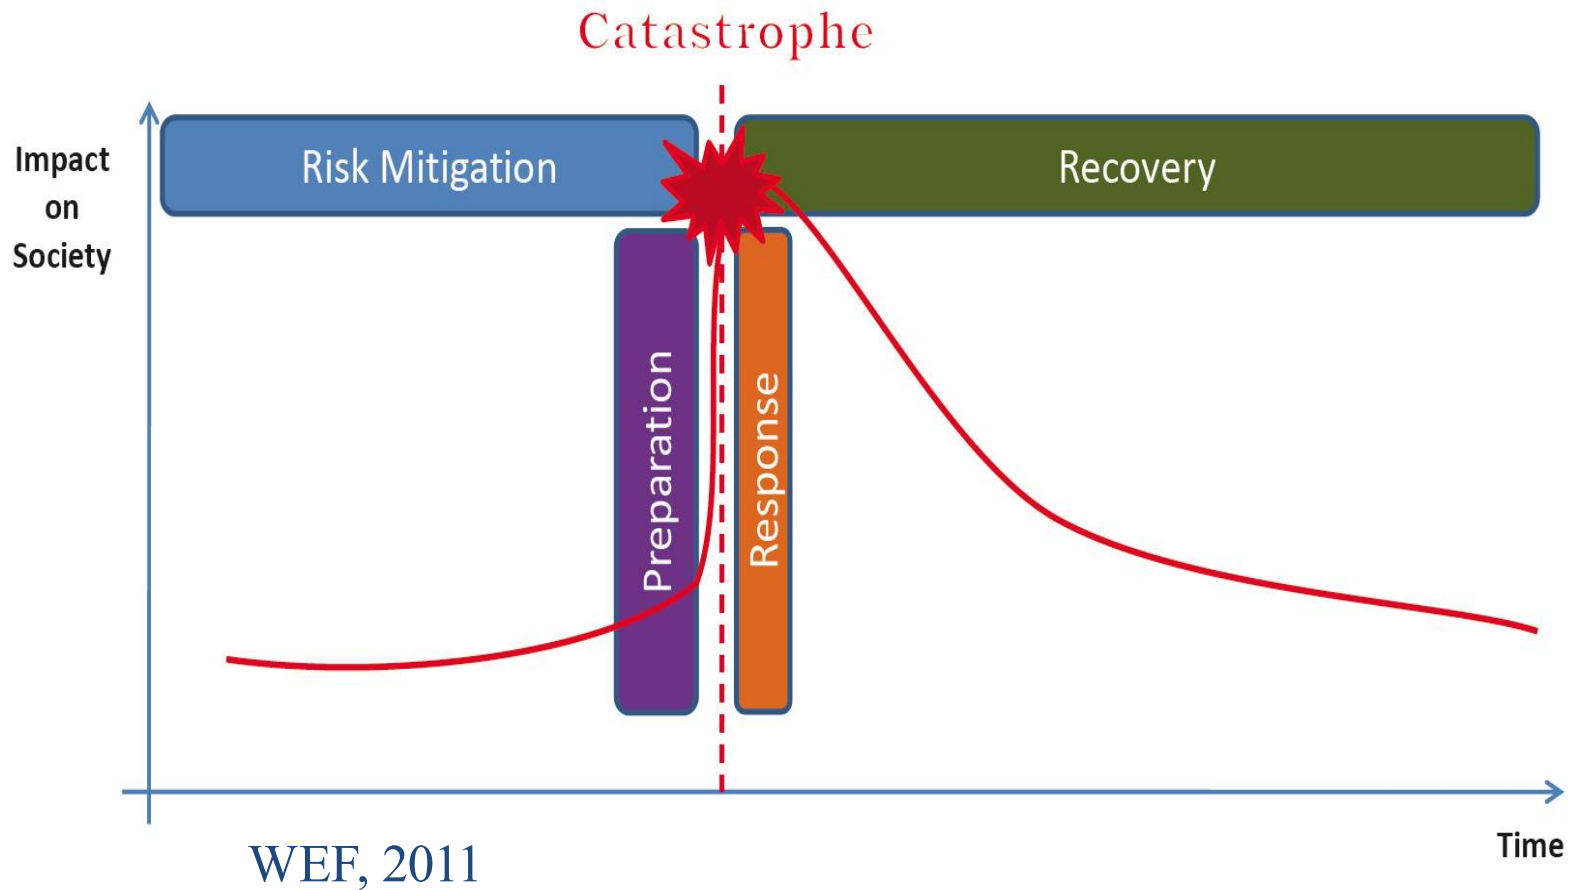 Catastrophe
Impact
on
Society
Risk Mitigation
Recovery
Preparation
Response
Time
WEF, 2011